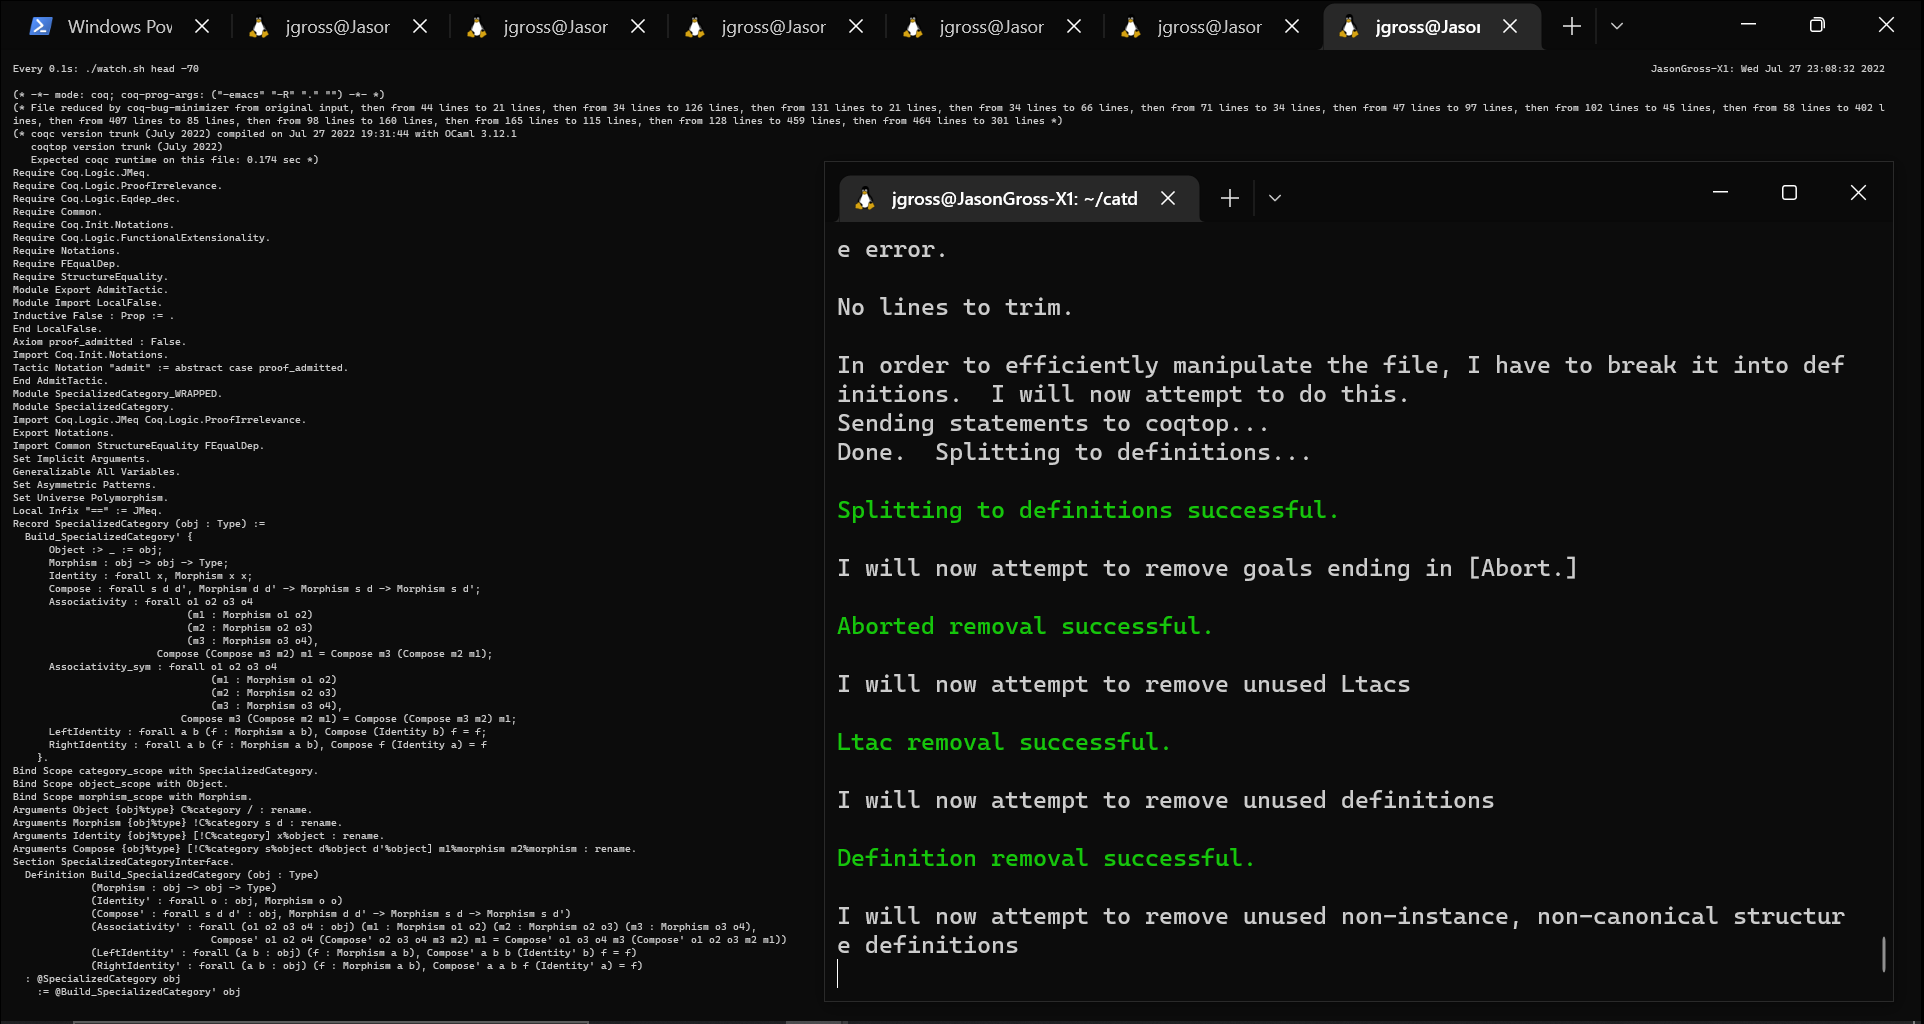 Windows Pov
jgross@Jasor
jgross@Jasor
jgross@Jasor
jgross@Jasor
jgross@Jasor
jgross@Jasor
Every 0.1s: ./watch.sh head -70
JasonGross-X1: Wed Jul 27 23:08:32 2022
(* -*- mode: coq; coq-prog-args: ("-emacs" "-R" "." "") -*- *)
(* File reduced by coq-bug-minimizer from original input, then from 44 lines to 21 lines, then from 34 lines to 126 lines, then from 131 lines to 21 lines, then from 34 lines to 66 lines, then from 71 lines to 34 lines, then from 47 lines to 97 lines, then from 102 lines to 45 lines, then from 58 lines to 402 l
ines, then from 407 lines to 85 lines, then from 98 lines to 160 lines, then from 165 lines to 115 lines, then from 128 lines to 459 lines, then from 464 lines to 301 lines *)
(* coqc version trunk (July 2022) compiled on Jul 27 2022 19:31:44 with OCaml 3.12.1
   coqtop version trunk (July 2022)
   Expected coqc runtime on this file: 0.174 sec *)
Require Coq.Logic.JMeq.
Require Coq.Logic.ProofIrrelevance.
Require Coq.Logic.Eqdep_dec.
Require Common.
Require Coq.Init.Notations.
Require Coq.Logic.FunctionalExtensionality.
Require Notations.
Require FEqualDep.
Require StructureEquality.
Module Export AdmitTactic.
Module Import LocalFalse.
Inductive False : Prop := .
End LocalFalse.
Axiom proof_admitted : False.
Import Coq.Init.Notations.
Tactic Notation "admit" := abstract case proof_admitted.
End AdmitTactic.
Module SpecializedCategory_WRAPPED.
Module SpecializedCategory.
Import Coq.Logic.JMeq Coq.Logic.ProofIrrelevance.
Export Notations.
Import Common StructureEquality FEqualDep.
Set Implicit Arguments.
Generalizable All Variables.
Set Asymmetric Patterns.
Set Universe Polymorphism.
Local Infix "==" := JMeq.
Record SpecializedCategory (obj : Type) :=
  Build_SpecializedCategory' {
      Object :> _ := obj;
      Morphism : obj -> obj -> Type;
      Identity : forall x, Morphism x x;
      Compose : forall s d d', Morphism d d' -> Morphism s d -> Morphism s d';
      Associativity : forall o1 o2 o3 o4
                             (m1 : Morphism o1 o2)
                             (m2 : Morphism o2 o3)
                             (m3 : Morphism o3 o4),
                        Compose (Compose m3 m2) m1 = Compose m3 (Compose m2 m1);
      Associativity_sym : forall o1 o2 o3 o4
                                 (m1 : Morphism o1 o2)
                                 (m2 : Morphism o2 o3)
                                 (m3 : Morphism o3 o4),
                            Compose m3 (Compose m2 m1) = Compose (Compose m3 m2) m1;
      LeftIdentity : forall a b (f : Morphism a b), Compose (Identity b) f = f;
      RightIdentity : forall a b (f : Morphism a b), Compose f (Identity a) = f
    }.
Bind Scope category_scope with SpecializedCategory.
Bind Scope object_scope with Object.
Bind Scope morphism_scope with Morphism.
Arguments Object {obj%type} C%category / : rename.
Arguments Morphism {obj%type} !C%category s d : rename.
Arguments Identity {obj%type} [!C%category] x%object : rename.
Arguments Compose {obj%type} [!C%category s%object d%object d'%object] m1%morphism m2%morphism : rename.
Section SpecializedCategoryInterface.
  Definition Build_SpecializedCategory (obj : Type)
             (Morphism : obj -> obj -> Type)
             (Identity' : forall o : obj, Morphism o o)
             (Compose' : forall s d d' : obj, Morphism d d' -> Morphism s d -> Morphism s d')
             (Associativity' : forall (o1 o2 o3 o4 : obj) (m1 : Morphism o1 o2) (m2 : Morphism o2 o3) (m3 : Morphism o3 o4),
                                 Compose' o1 o2 o4 (Compose' o2 o3 o4 m3 m2) m1 = Compose' o1 o3 o4 m3 (Compose' o1 o2 o3 m2 m1))
             (LeftIdentity' : forall (a b : obj) (f : Morphism a b), Compose' a b b (Identity' b) f = f)
             (RightIdentity' : forall (a b : obj) (f : Morphism a b), Compose' a a b f (Identity' a) = f)
  : @SpecializedCategory obj
    := @Build_SpecializedCategory' obj
jgross@JasonGross-X1: ~/catd
e error.
No lines to trim.
In order to efficiently manipulate the file, I have to break it into def
initions.  I will now attempt to do this.
Sending statements to coqtop...
Done.  Splitting to definitions...
Splitting to definitions successful.
I will now attempt to remove goals ending in [Abort.]
Aborted removal successful.
I will now attempt to remove unused Ltacs
Ltac removal successful.
I will now attempt to remove unused definitions
Definition removal successful.
I will now attempt to remove unused non-instance, non-canonical structur
e definitions